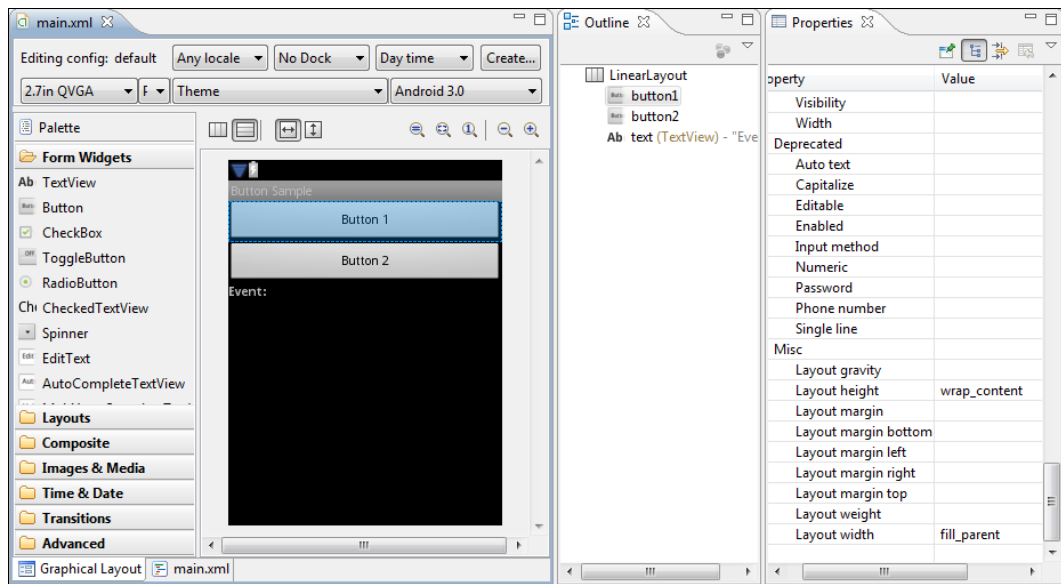 main.xml
Editing config: default
Any locale
No Dock
Day time
Create...
2.7in QVGA
Theme
Android 3.0
Palette
Form Widgets
Ab TextView
Button
CheckBox
ToggleButton
RadioButton
CheckedTextView
Spinner
EditText
AutoCompleteTextView
Layouts
Composite
Images & Media
Time & Date
Transitions
Advanced
Button Sample
Button 1
Button 2
Event:
Graphical Layout
main.xml
Outline
LinearLayout
button1
button2
Ab text (TextView) - "Eve
Properties
operty Value
Visibility
Width
Deprecated
Auto text
Capitalize
Editable
Enabled
Input method
Numeric
Password
Phone number
Single line
Misc
Layout gravity
Layout height wrap_content
Layout margin
Layout margin bottom
Layout margin left
Layout margin right
Layout margin top
Layout weight
Layout width fill_parent